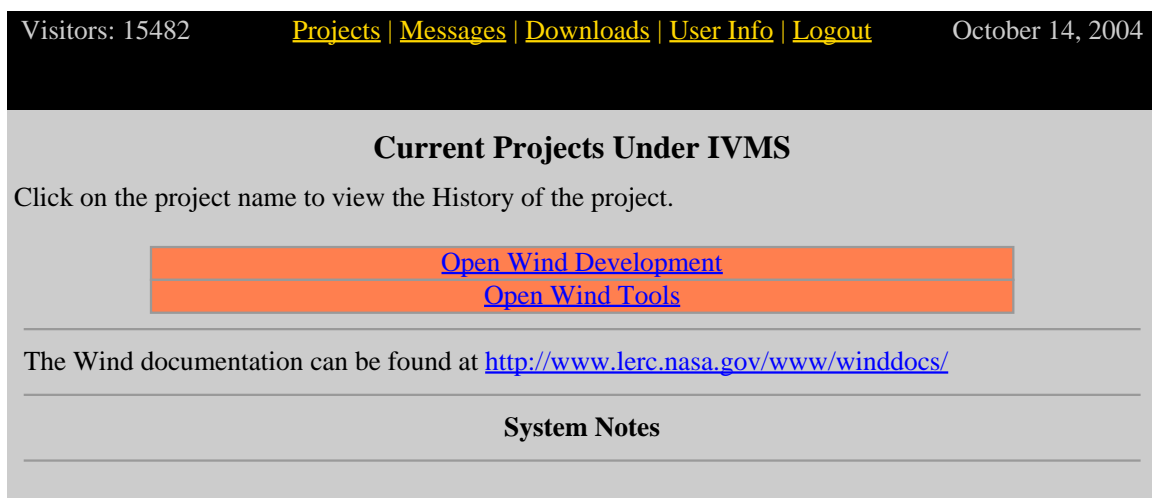 Visitors: 15482 Projects | Messages | Downloads | User Info | Logout October 14, 2004
Current Projects Under IVMS
Click on the project name to view the History of the project.
Open Wind Development
Open Wind Tools
The Wind documentation can be found at http://www.lerc.nasa.gov/www/winddocs/
System Notes